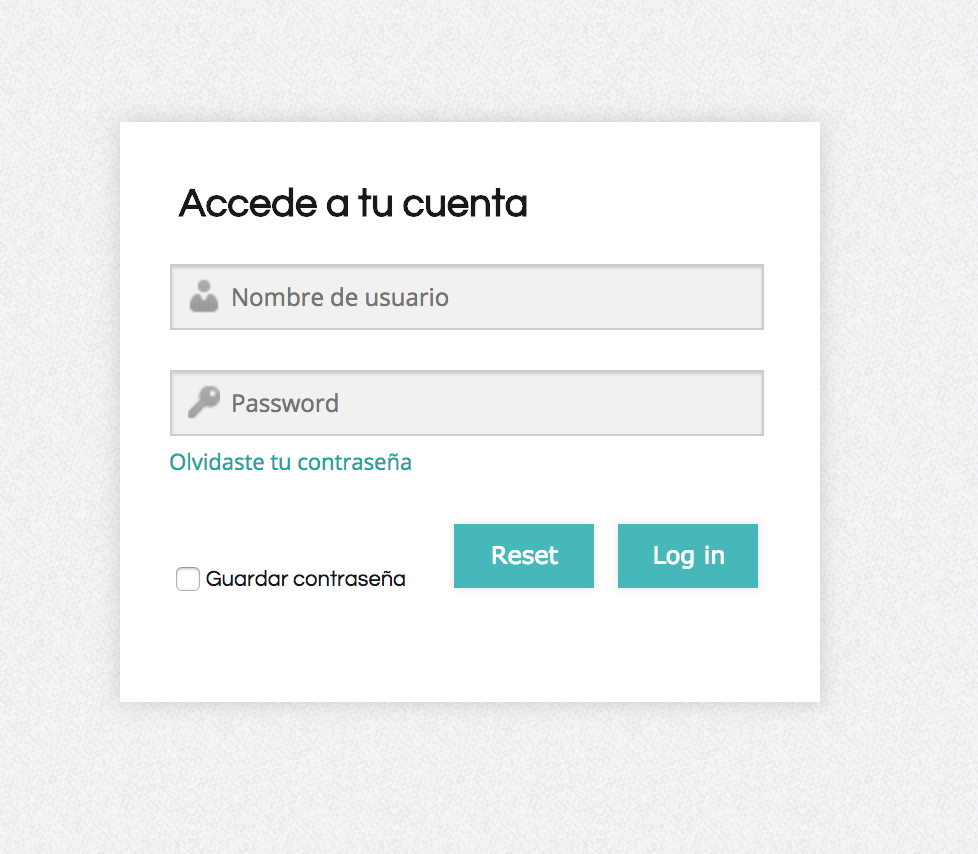 Accede a tu cuenta
Nombre de usuario
Password
Olvidaste tu contraseña
Guardar contraseña
Reset
Log in